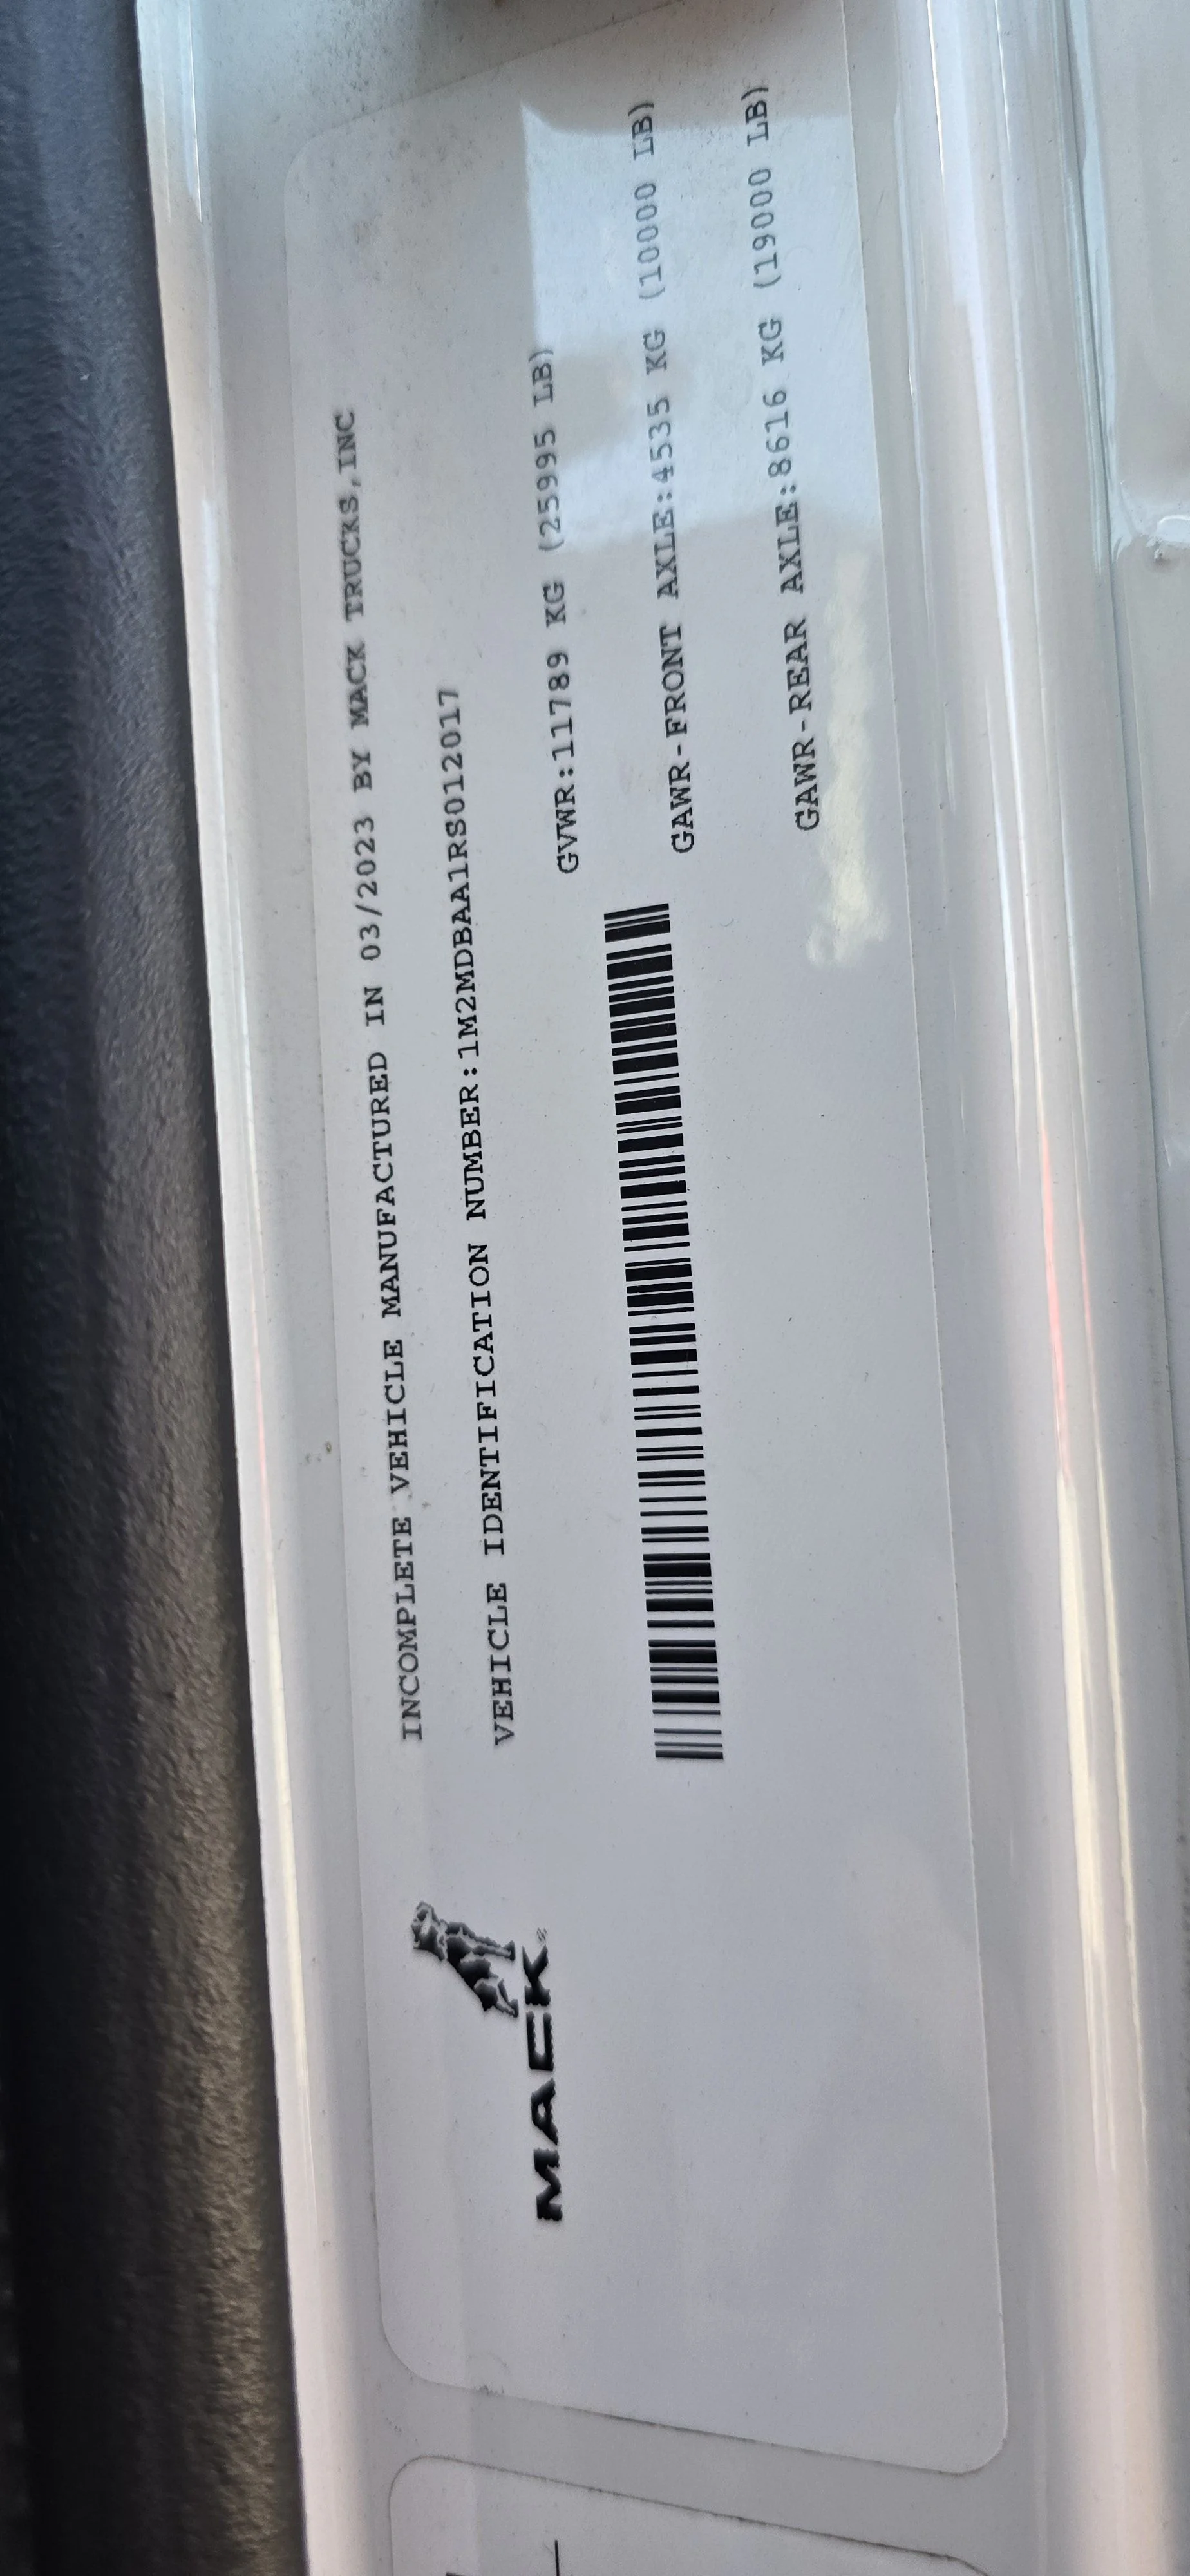 INCOMPLETE VEHICLE MANUFACTURED IN 03/2023 BY MACK TRUCKS,INC
VEHICLE IDENTIFICATION NUMBER:1M2MDBAA1RS012017
MACK®
GVWR:11789 KG (25995 LB)
GAWR-FRONT AXLE:4535 KG (10000 LB)
GAWR-REAR AXLE:8616 KG (19000 LB)